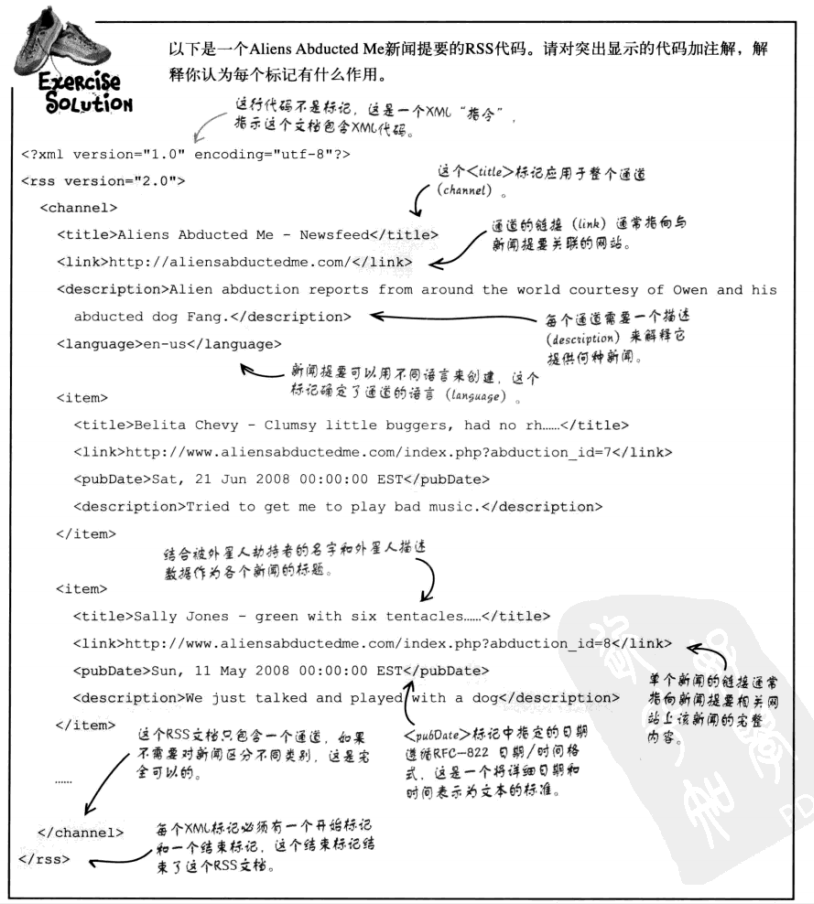 Exercise
Solution
以下是一个Aliens Abducted Me新闻提要的RSS代码。请对突出显示的代码加注解，解
释你认为每个标记有什么作用。
这行代码不是标记，这是一个XML“指令”，
指示这个文档包含XML代码。
<?xml version="1.0" encoding="utf-8"?>
<rss version="2.0">
这个<title>标记应用于整个通道
(channel)。
<channel>
<title>Aliens Abducted Me - Newsfeed</title>
通道的链接（link）通常指向与
新闻提要关联的网站。
<link>http://aliensabductedme.com/</link>
<description>Alien abduction reports from around the world courtesy of Owen and his
abducted dog Fang.</description>
每个通道需要一个描述
(description) 来解释它
提供何种新闻。
<language>en-us</language>
新闻提要可以用不同语言来创建，这个
标记确定了通道的语言（language）。
<item>
<title>Belita Chevy - Clumsy little buggers, had no rh……</title>
<link>http://www.aliensabductedme.com/index.php?abduction_id=7</link>
<pubDate>Sat, 21 Jun 2008 00:00:00 EST</pubDate>
<description>Tried to get me to play bad music.</description>
</item>
结合被外星人劫持者的名字和外星人描述
数据作为各个新闻的标题。
<item>
<title>Sally Jones - green with six tentacles……</title>
<link>http://www.aliensabductedme.com/index.php?abduction_id=8</link>
<pubDate>Sun, 11 May 2008 00:00:00 EST</pubDate>
<description>We just talked and played with a dog</description>
单个新闻的链接通常
指向新闻提要相关网
站上该新闻的完整
内容。
</item>
这个RSS文档只包含一个通道，如果
不需要对新闻区分不同类别，这是完
全可以的。
<pubDate>标记中指定的日期
遵循RFC-822 日期/时间格
式，这是一个将详细日期和
时间表示为文本的标准。
……
</channel>
每个XML标记必须有一个开始标记
和一个结束标记，这个结束标记结
束了这个RSS文档。
</rss>
PD